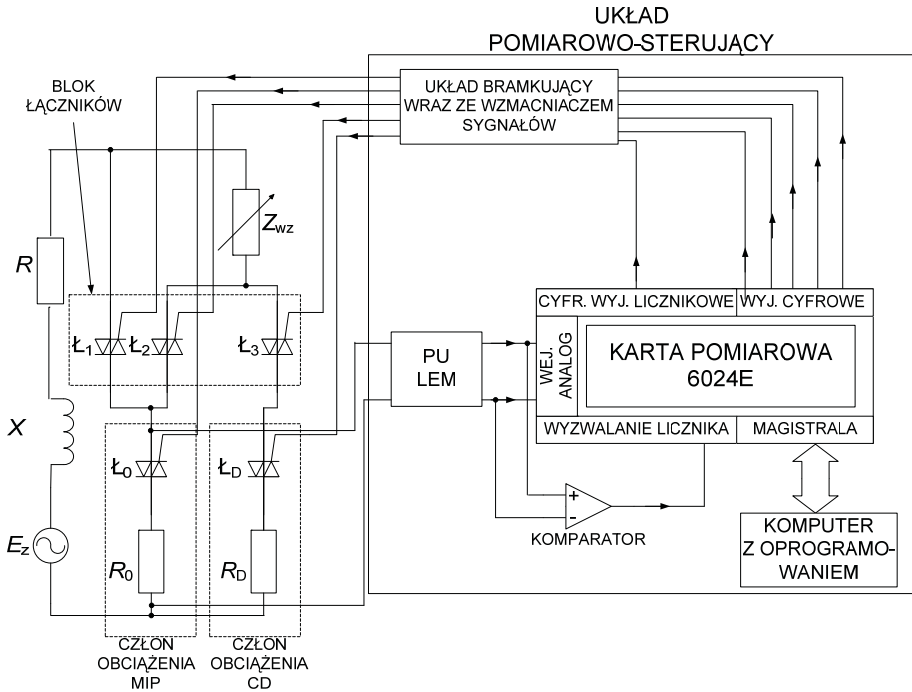 UKŁAD
POMIAROWO-STERUJĄCY
BLOK
ŁĄCZNIKÓW
UKŁAD BRAMKUJĄCY
WRAZ ZE WZMACNIACZEM
SYGNAŁÓW
R
Zwz
Ł1
Ł2
Ł3
PU
LEM
CYFR. WYJ. LICZNIKOWE
WYJ. CYFROWE
WEJ.
ANALOG
KARTA POMIAROWA
6024E
WYZWALANIE LICZNIKA
MAGISTRALA
X
Ł0
ŁD
+
-
KOMPARATOR
KOMPUTER
Z OPROGRAMO-
WANIEM
Ez
R0
RD
CZŁON
OBCIĄŻENIA
MIP
CZŁON
OBCIĄŻENIA
CD